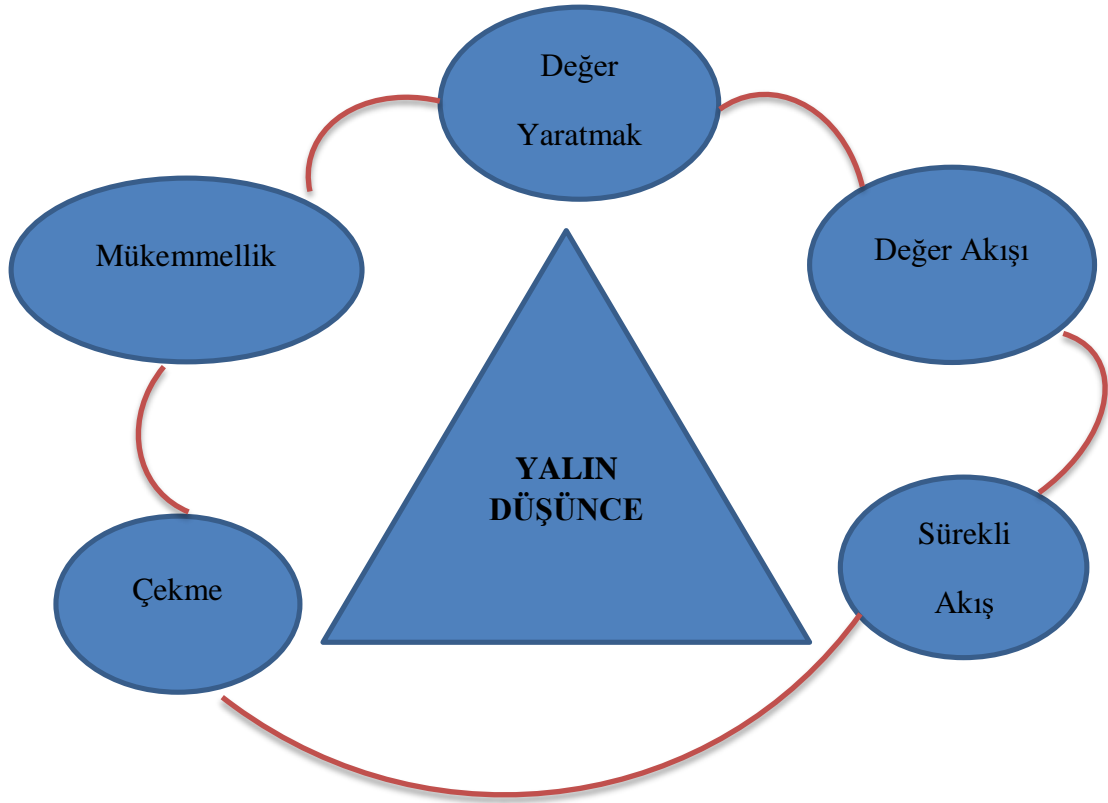 Değer
Yaratmak
Mükemmellik
Değer Akışı
YALIN
DÜŞÜNCE
Sürekli
Akış
Çekme